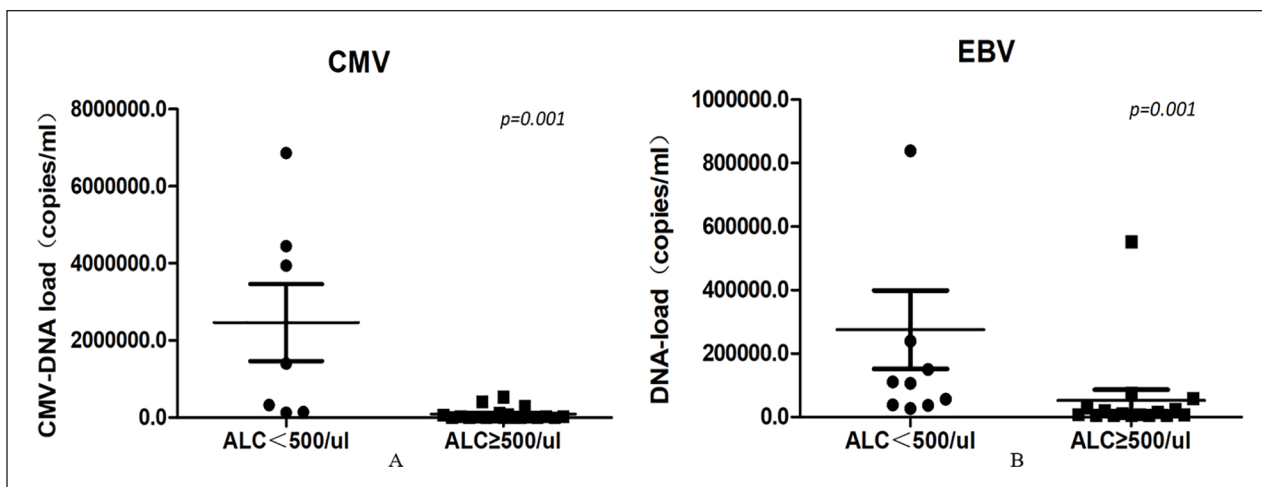 CMV
CMV-DNA load（copies/ml）
8000000.0
6000000.0
4000000.0
2000000.0
0.0
p=0.001
ALC＜500/ul
ALC≥500/ul
A
EBV
DNA-load（copies/ml）
1000000.0
800000.0
600000.0
400000.0
200000.0
0.0
p=0.001
ALC＜500/ul
ALC≥500/ul
B